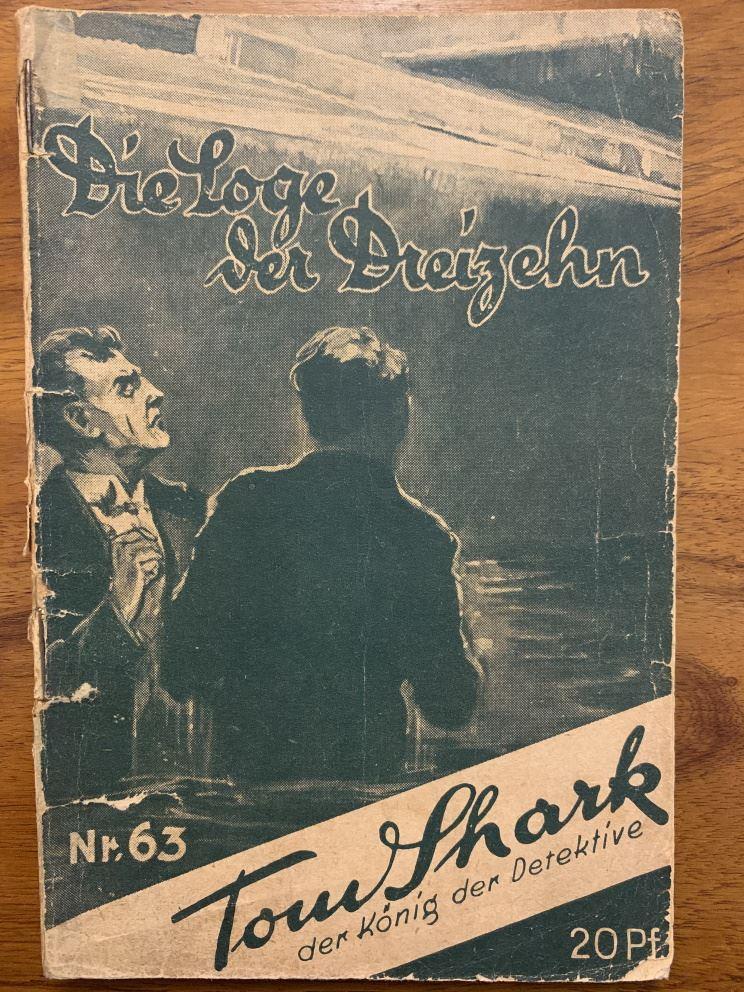 Die Loge
der Dreizehn
Nr. 63
Tom Shark
der König der Detektive
20 Pf.